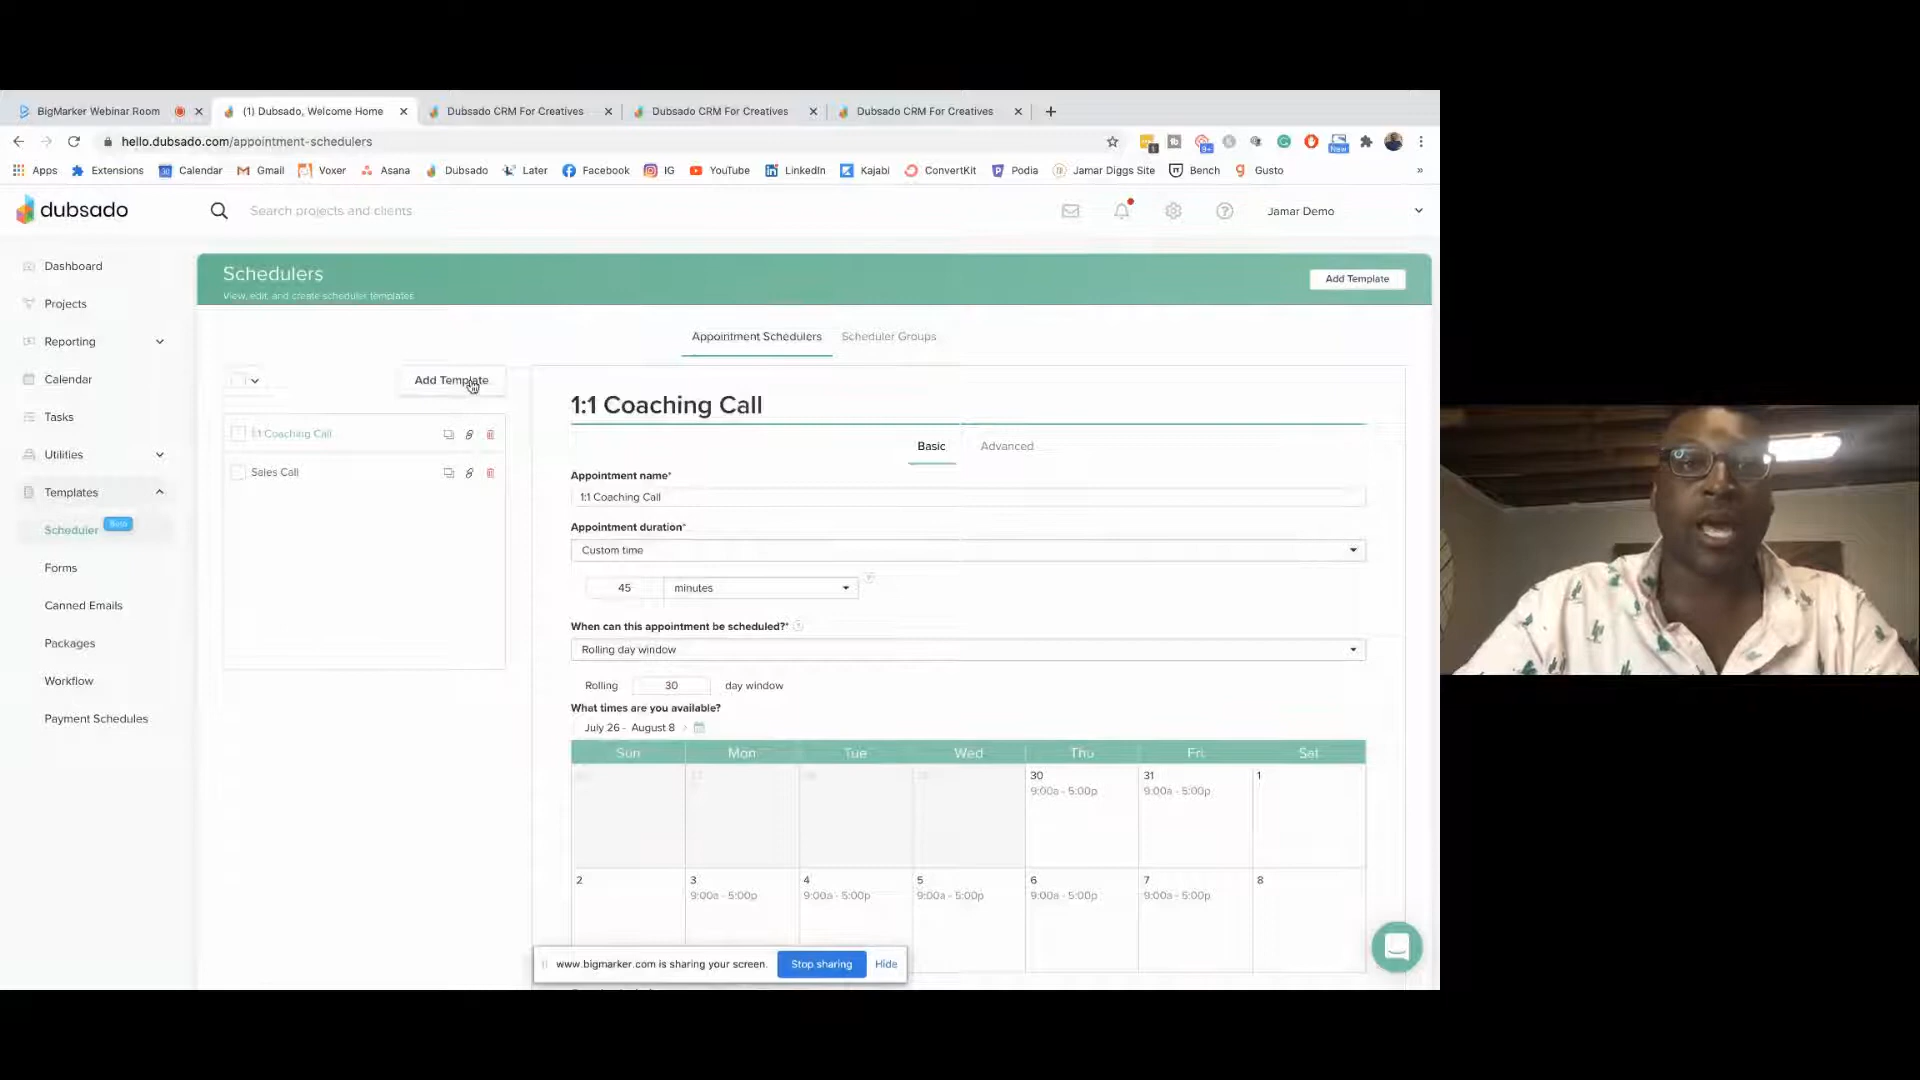 BigMarker Webinar Room
(1) Dubsado, Welcome Home
Dubsado CRM For Creatives
Dubsado CRM For Creatives
Dubsado CRM For Creatives
hello.dubsado.com/appointment-schedulers
Apps
Extensions
Calendar
Gmail
Voxer
Asana
Dubsado
Later
Facebook
IG
YouTube
LinkedIn
Kajabi
ConvertKit
Podia
Jamar Diggs Site
Bench
Gusto
dubsado
Search projects and clients
Jamar Demo
Dashboard
Projects
Reporting
Calendar
Tasks
Utilities
Templates
Scheduler
Beta
Forms
Canned Emails
Packages
Workflow
Payment Schedules
Schedulers
View, edit, and create scheduler templates
Add Template
Appointment Schedulers
Scheduler Groups
Add Template
1:1 Coaching Call
Sales Call
1:1 Coaching Call
Basic
Advanced
Appointment name*
1:1 Coaching Call
Appointment duration*
Custom time
45
minutes
When can this appointment be scheduled?*
Rolling day window
Rolling
30
day window
What times are you available?
July 26 - August 8
Sun
Mon
Tue
Wed
Thu
Fri
Sat
30
9:00a - 5:00p
31
9:00a - 5:00p
1
2
3
9:00a - 5:00p
4
9:00a - 5:00p
5
9:00a - 5:00p
6
9:00a - 5:00p
7
9:00a - 5:00p
8
www.bigmarker.com is sharing your screen.
Stop sharing
Hide